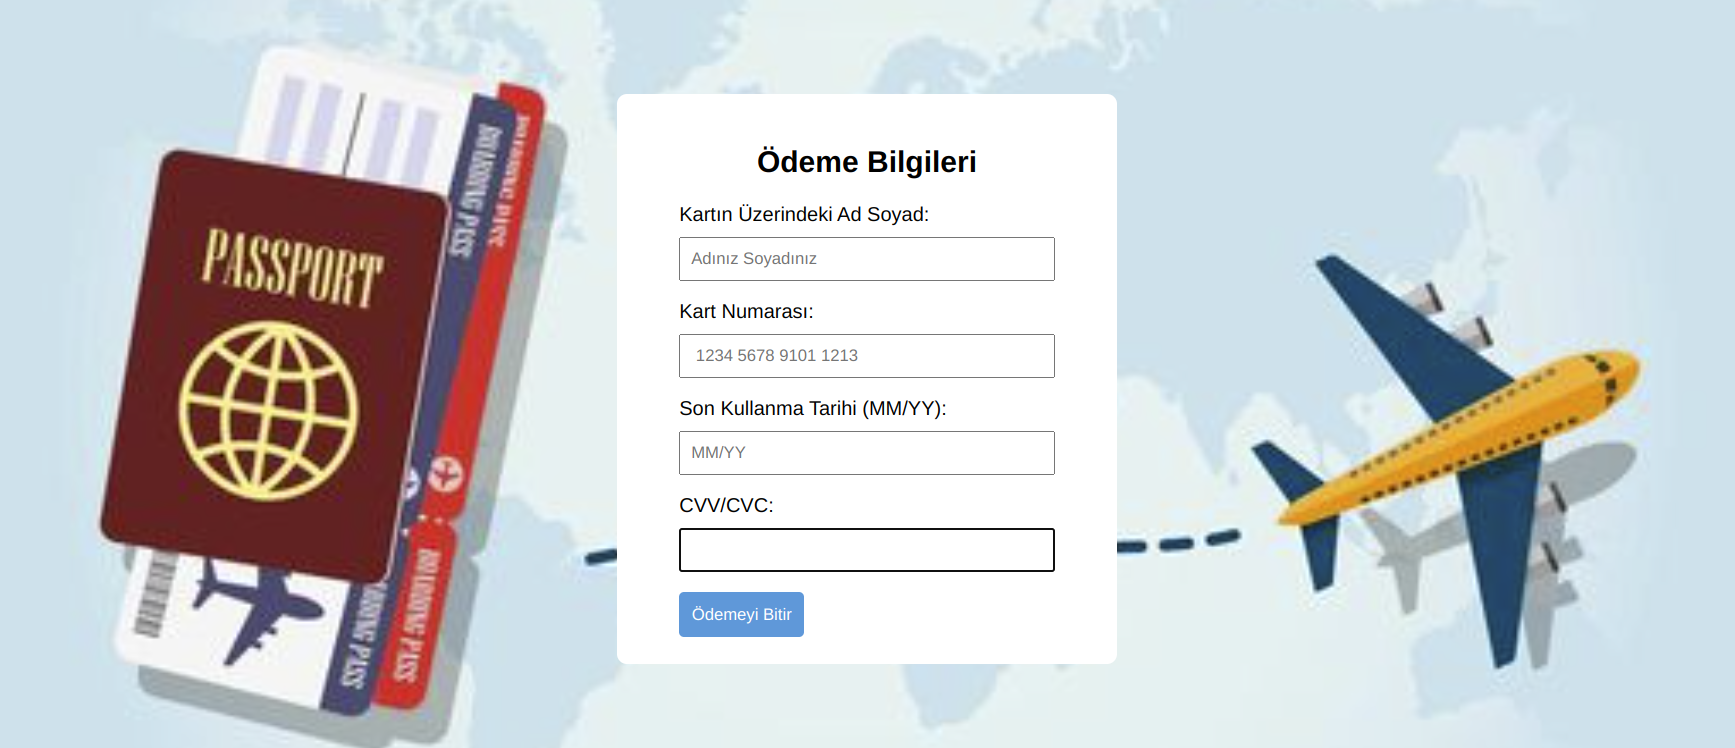 PASSPORT
BOARDING PASS
BOARDING PASS
Ödeme Bilgileri
Kartın Üzerindeki Ad Soyad:
Adınız Soyadınız
Kart Numarası:
1234 5678 9101 1213
Son Kullanma Tarihi (MM/YY):
MM/YY
CVV/CVC:
Ödemeyi Bitir
BOARDING PASS
BOARDING PASS